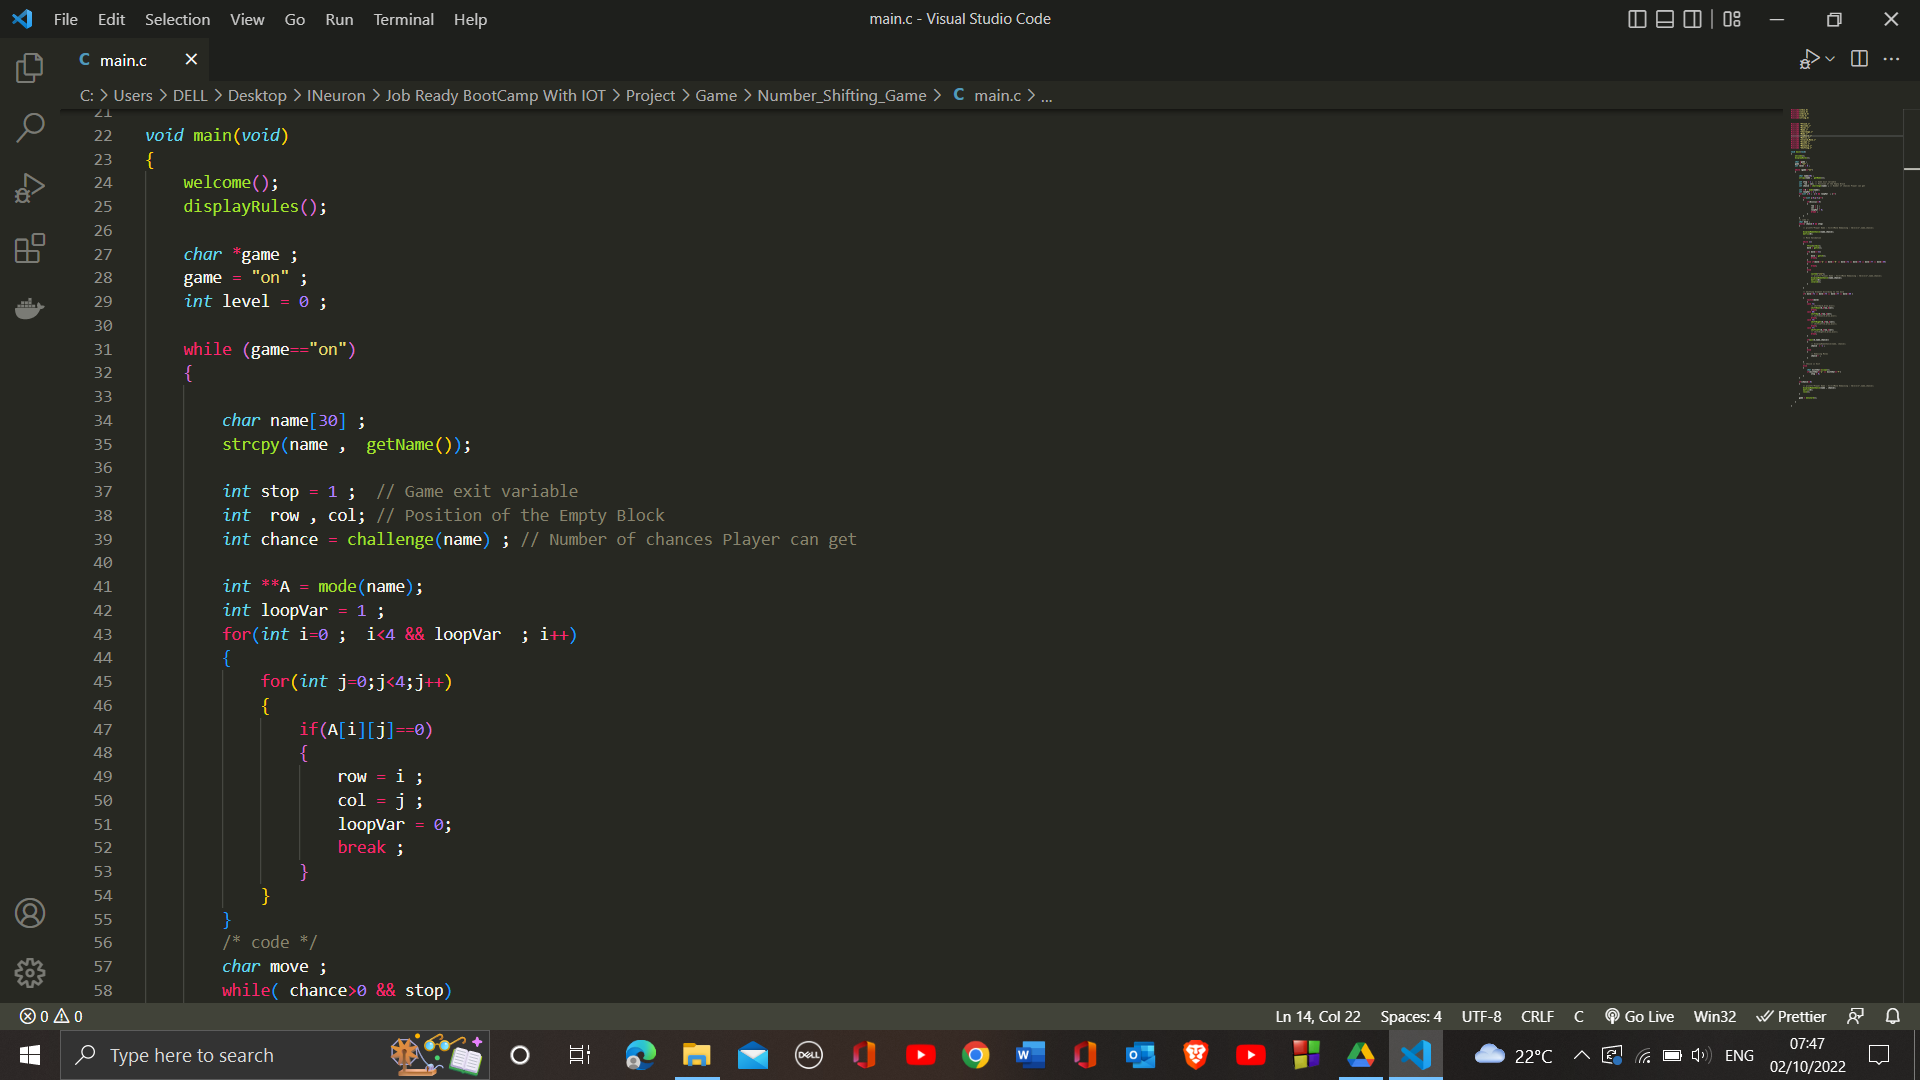 File Edit Selection View Go Run Terminal Help
main.c - Visual Studio Code
C main.c
C: > Users > DELL > Desktop > INeuron > Job Ready BootCamp With IOT > Project > Game > Number_Shifting_Game > C main.c > ...
21
22 void main(void)
23 {
24 welcome();
25 displayRules();
26
27 char *game ;
28 game = "on" ;
29 int level = 0 ;
30
31 while (game=="on")
32 {
33
34 char name[30] ;
35 strcpy(name ,  getName());
36
37 int stop = 1 ;  // Game exit variable
38 int  row , col; // Position of the Empty Block
39 int chance = challenge(name) ; // Number of chances Player can get
40
41 int **A = mode(name);
42 int loopVar = 1 ;
43 for(int i=0 ;  i<4 && loopVar  ; i++)
44 {
45 for(int j=0;j<4;j++)
46 {
47 if(A[i][j]==0)
48 {
49 row = i ;
50 col = j ;
51 loopVar = 0;
52 break ;
53 }
54 }
55 }
56 /* code */
57 char move ;
58 while( chance>0 && stop)
0 0
Ln 14, Col 22 Spaces: 4 UTF-8 CRLF C Go Live Win32 Prettier
Type here to search
DELL
22°C
ENG
07:47
02/10/2022